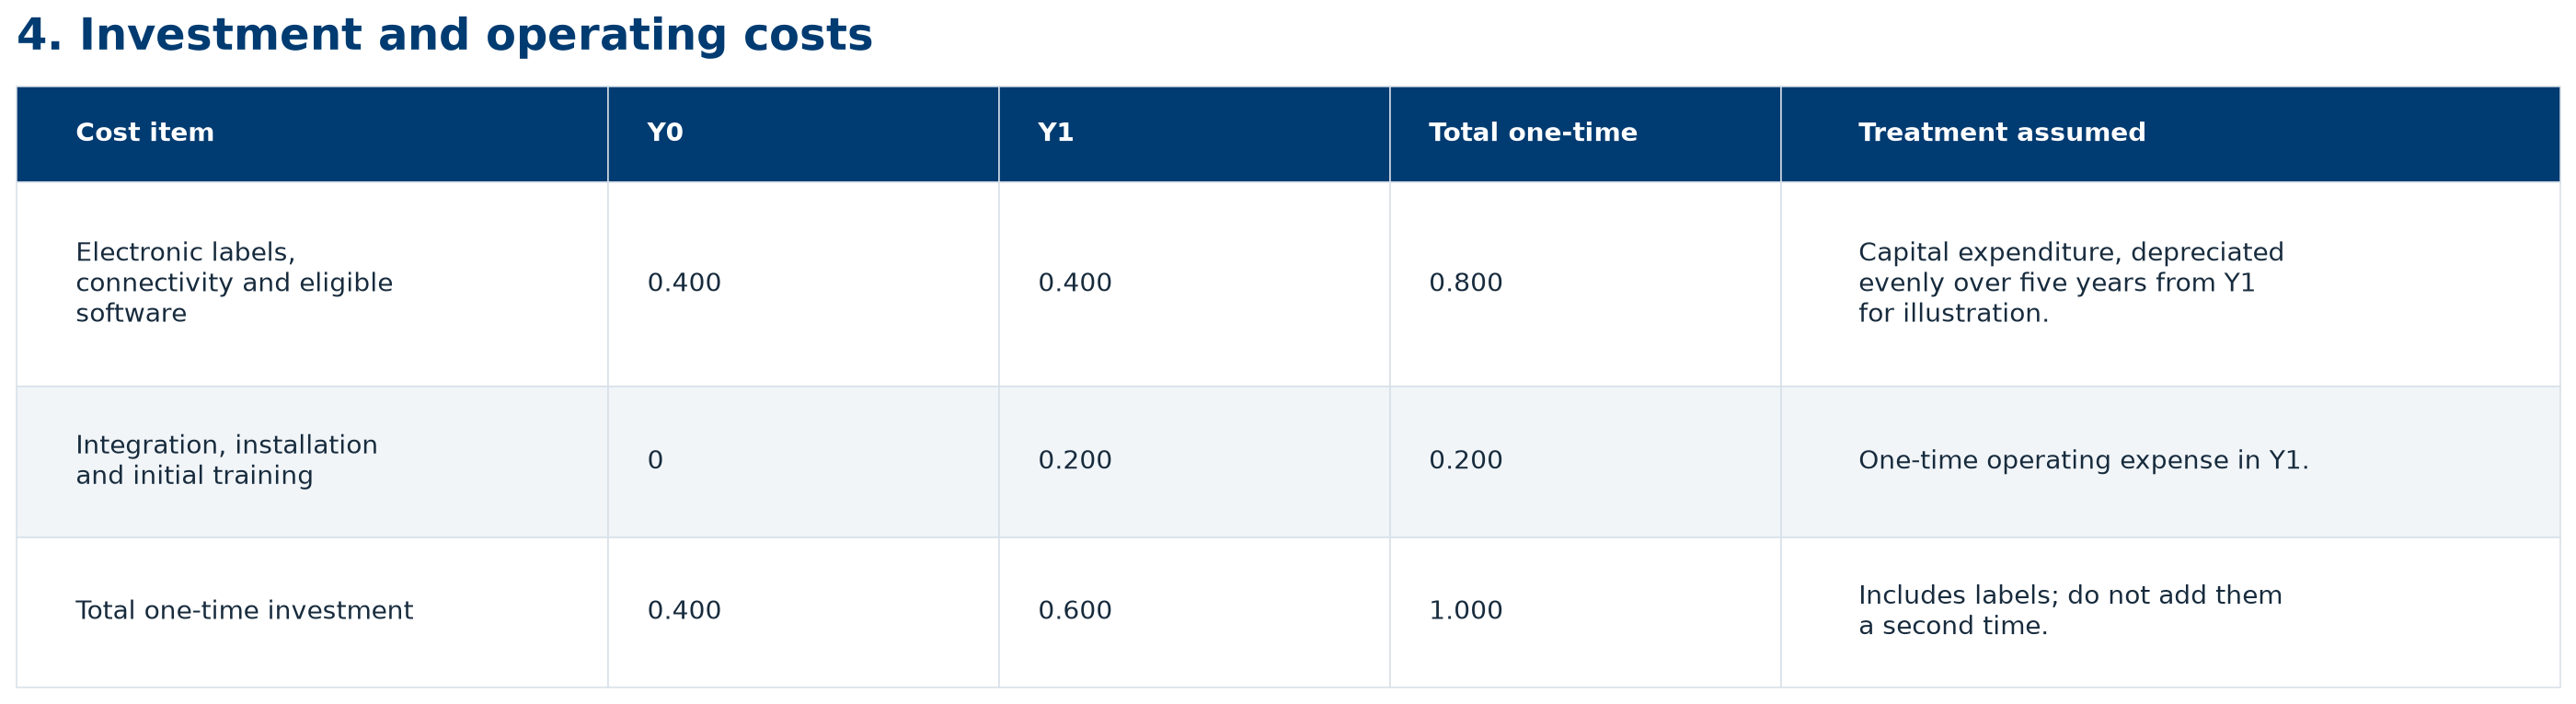 4. Investment and operating costs
Cost item Y0 Y1 Total one-time Treatment assumed
Electronic labels,
connectivity and eligible
software
0.400 0.400 0.800
Capital expenditure, depreciated
evenly over five years from Y1
for illustration.
Integration, installation
and initial training
0 0.200 0.200 One-time operating expense in Y1.
Total one-time investment 0.400 0.600 1.000
Includes labels; do not add them
a second time.